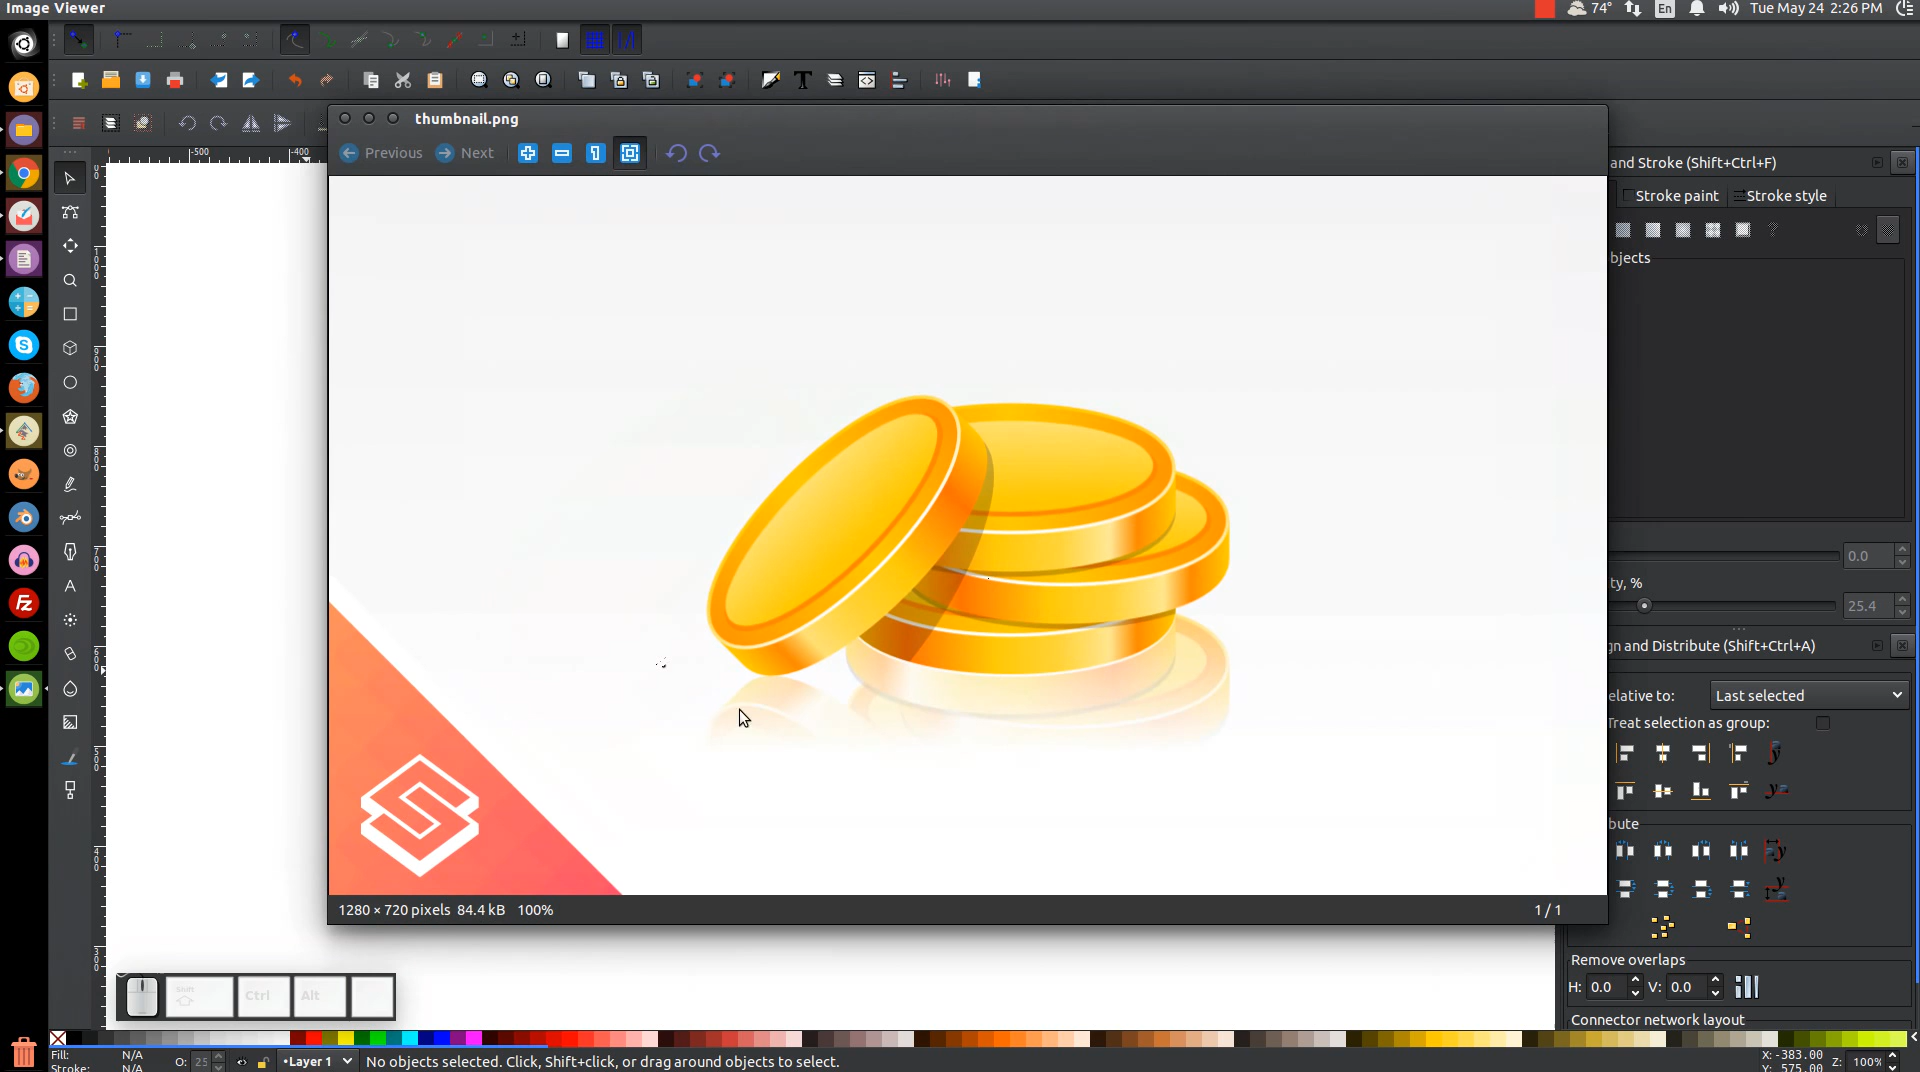 Image Viewer
74°
En
Tue May 24 2:26 PM
thumbnail.png
Previous
Next
-500
-400
and Stroke (Shift+Ctrl+F)
Stroke paint
Stroke style
bjects
0.0
ty, %
25.4
gn and Distribute (Shift+Ctrl+A)
elative to:
Last selected
Treat selection as group:
bute
Remove overlaps
H: 0.0
V: 0.0
Connector network layout
1280 × 720 pixels 84.4 kB 100%
1 / 1
Shift
Ctrl
Alt
Fill: N/A
Stroke: N/A
O: 25
•Layer 1
No objects selected. Click, Shift+click, or drag around objects to select.
X: -383.00
Y: 575.00
Z: 100%